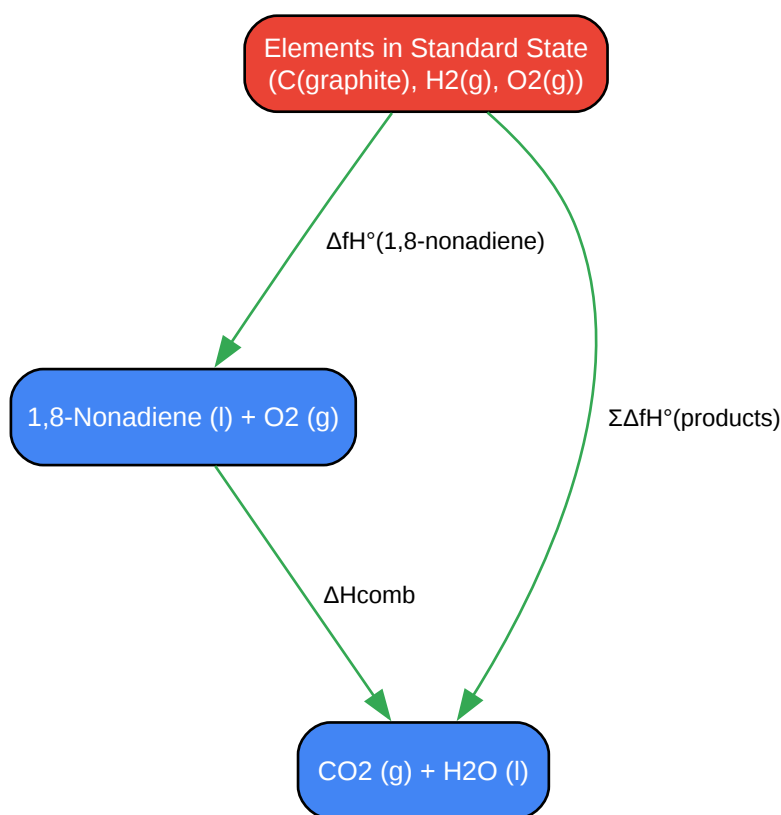 Elements in Standard State
(C(graphite), H2(g), O2(g))
ΔfH°(1,8-nonadiene)
1,8-Nonadiene (l) + O2 (g)
ΣΔfH°(products)
ΔHcomb
CO2 (g) + H2O (l)